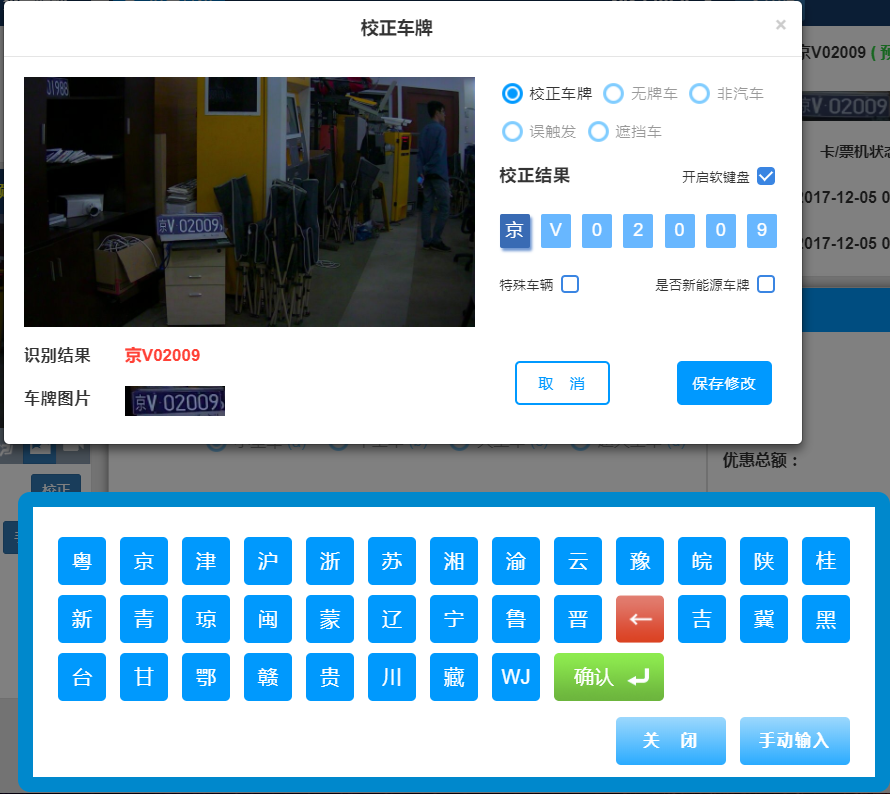 校正车牌 ×
校正车牌 无牌车 非汽车
误触发 遮挡车
校正结果 开启软键盘
京 V 0 2 0 0 9
特殊车辆 是否新能源车牌
取 消 保存修改
J1988
京V 02009
识别结果 京V02009
车牌图片 京V 02009
京V02009 ( 预
V 02009
卡/票机状态
2017-12-05 0
2017-12-05 0
优惠总额：
校正
粤 京 津 沪 浙 苏 湘 渝 云 豫 皖 陕 桂
新 青 琼 闽 蒙 辽 宁 鲁 晋 ← 吉 冀 黑
台 甘 鄂 赣 贵 川 藏 WJ 确认
关 闭 手动输入